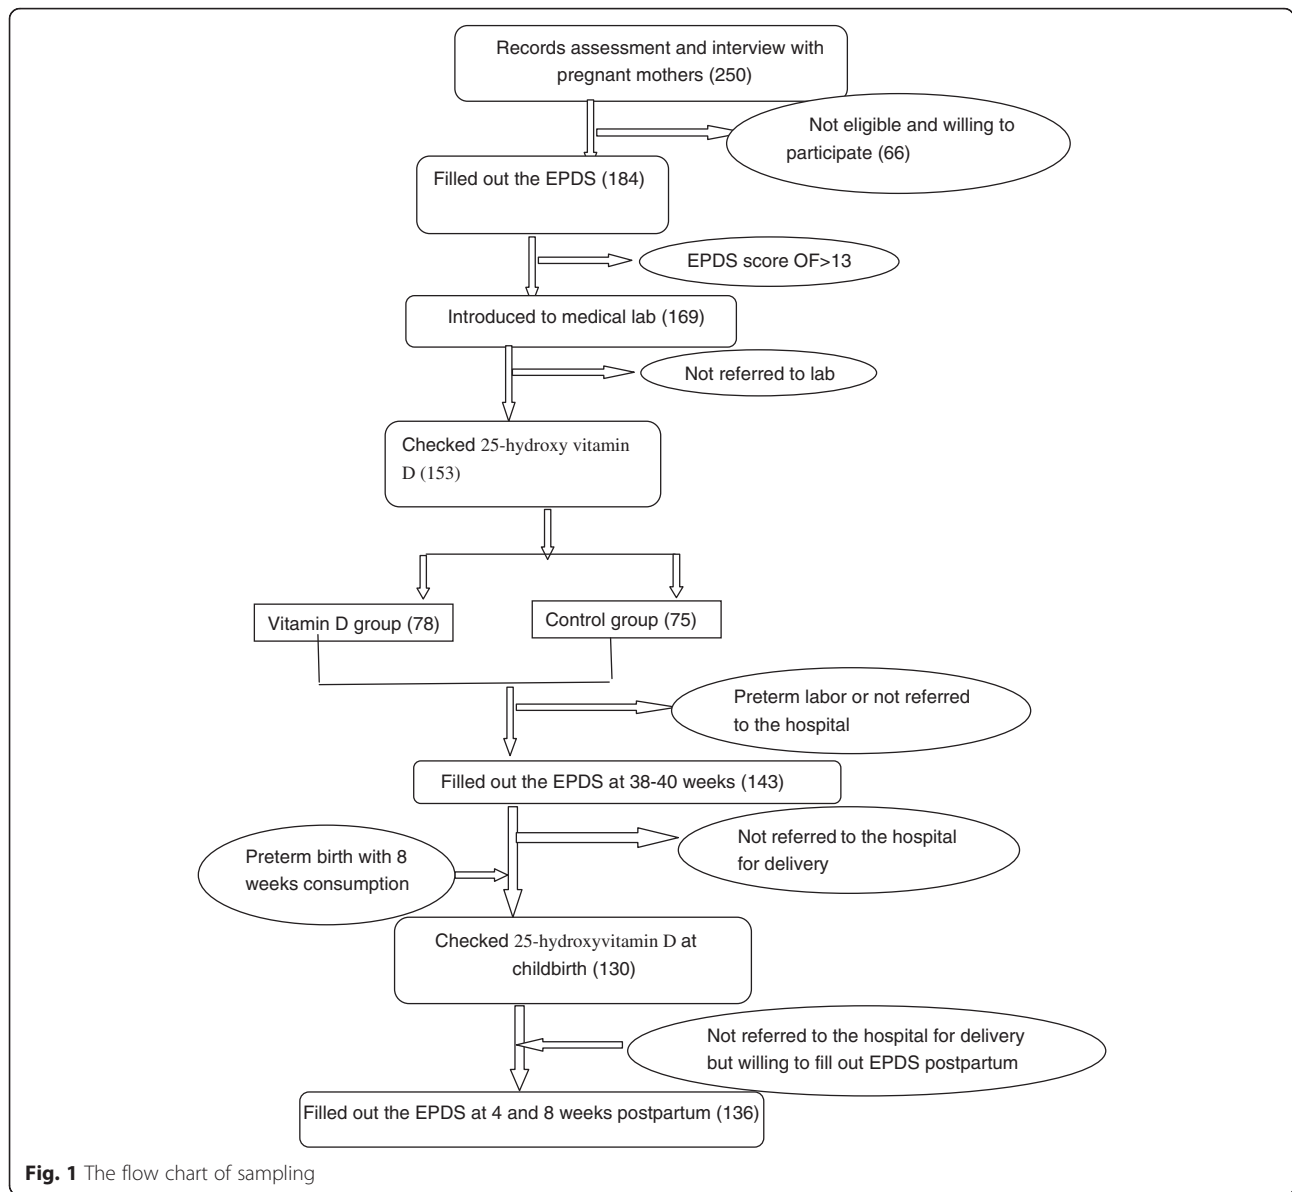 Records assessment and interview with
pregnant mothers (250)
Not eligible and willing to
participate (66)
Filled out the EPDS (184)
EPDS score OF>13
Introduced to medical lab (169)
Not referred to lab
Checked 25-hydroxy vitamin
D (153)
Vitamin D group (78)
Control group (75)
Preterm labor or not referred
to the hospital
Filled out the EPDS at 38-40 weeks (143)
Not referred to the hospital
for delivery
Preterm birth with 8
weeks consumption
Checked 25-hydroxyvitamin D at
childbirth (130)
Not referred to the hospital for delivery
but willing to fill out EPDS postpartum
Filled out the EPDS at 4 and 8 weeks postpartum (136)
Fig. 1 The flow chart of sampling